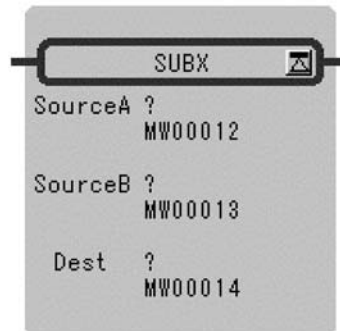 SUBX
SourceA ?
MW00012
SourceB ?
MW00013
Dest ?
MW00014